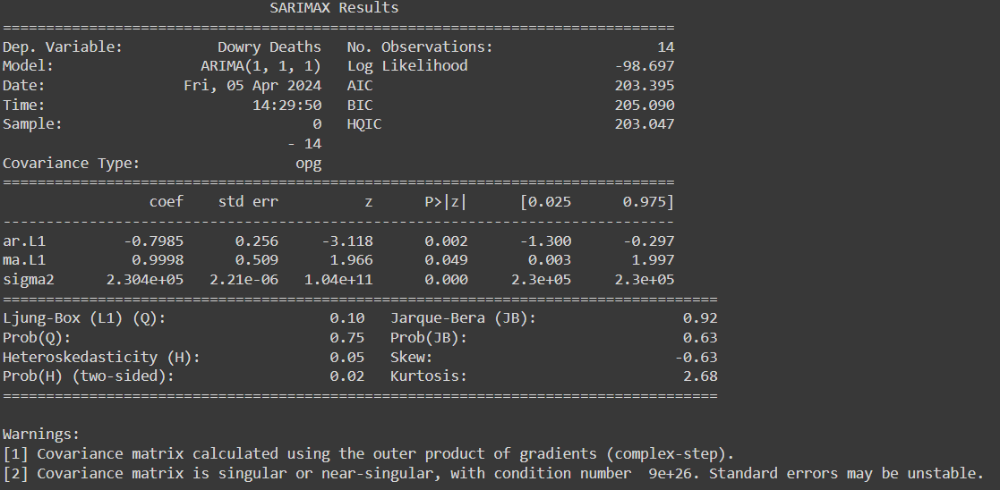 SARIMAX Results
==============================================================================
Dep. Variable: Dowry Deaths No. Observations: 14
Model: ARIMA(1, 1, 1) Log Likelihood -98.697
Date: Fri, 05 Apr 2024 AIC 203.395
Time: 14:29:50 BIC 205.090
Sample: 0 HQIC 203.047
- 14
Covariance Type: opg
==============================================================================
coef std err z P>|z| [0.025 0.975]
------------------------------------------------------------------------------
ar.L1 -0.7985 0.256 -3.118 0.002 -1.300 -0.297
ma.L1 0.9998 0.509 1.966 0.049 0.003 1.997
sigma2 2.304e+05 2.21e-06 1.04e+11 0.000 2.3e+05 2.3e+05
===================================================================================
Ljung-Box (L1) (Q): 0.10 Jarque-Bera (JB): 0.92
Prob(Q): 0.75 Prob(JB): 0.63
Heteroskedasticity (H): 0.05 Skew: -0.63
Prob(H) (two-sided): 0.02 Kurtosis: 2.68
===================================================================================
Warnings:
[1] Covariance matrix calculated using the outer product of gradients (complex-step).
[2] Covariance matrix is singular or near-singular, with condition number 9e+26. Standard errors may be unstable.